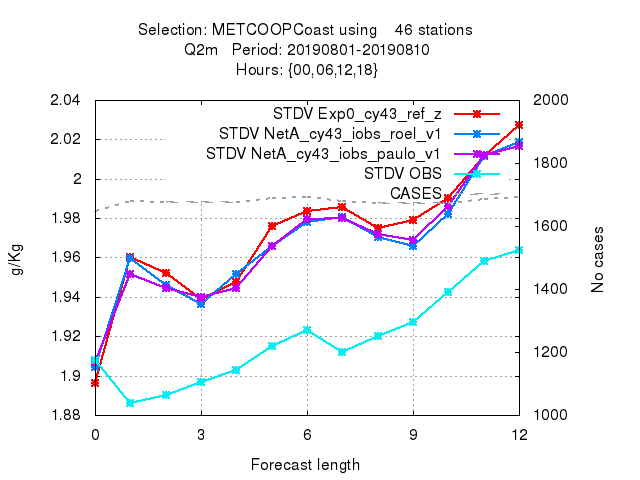 Selection: METCOOPCoast using 46 stations
Q2m Period: 20190801-20190810
Hours: {00,06,12,18}
2.04 2000
STDV Exp0_cy43_ref_z
2.02 STDV NetA_cy43_iobs_roel_v1
STDV NetA_cy43_iobs_paulo_v1 1800
2 STDV OBS
CASES
1.98 1600
1.96
g/Kg No cases
1.94 1400
1.92
1200
1.9
1.88 1000
0 3 6 9 12
Forecast length